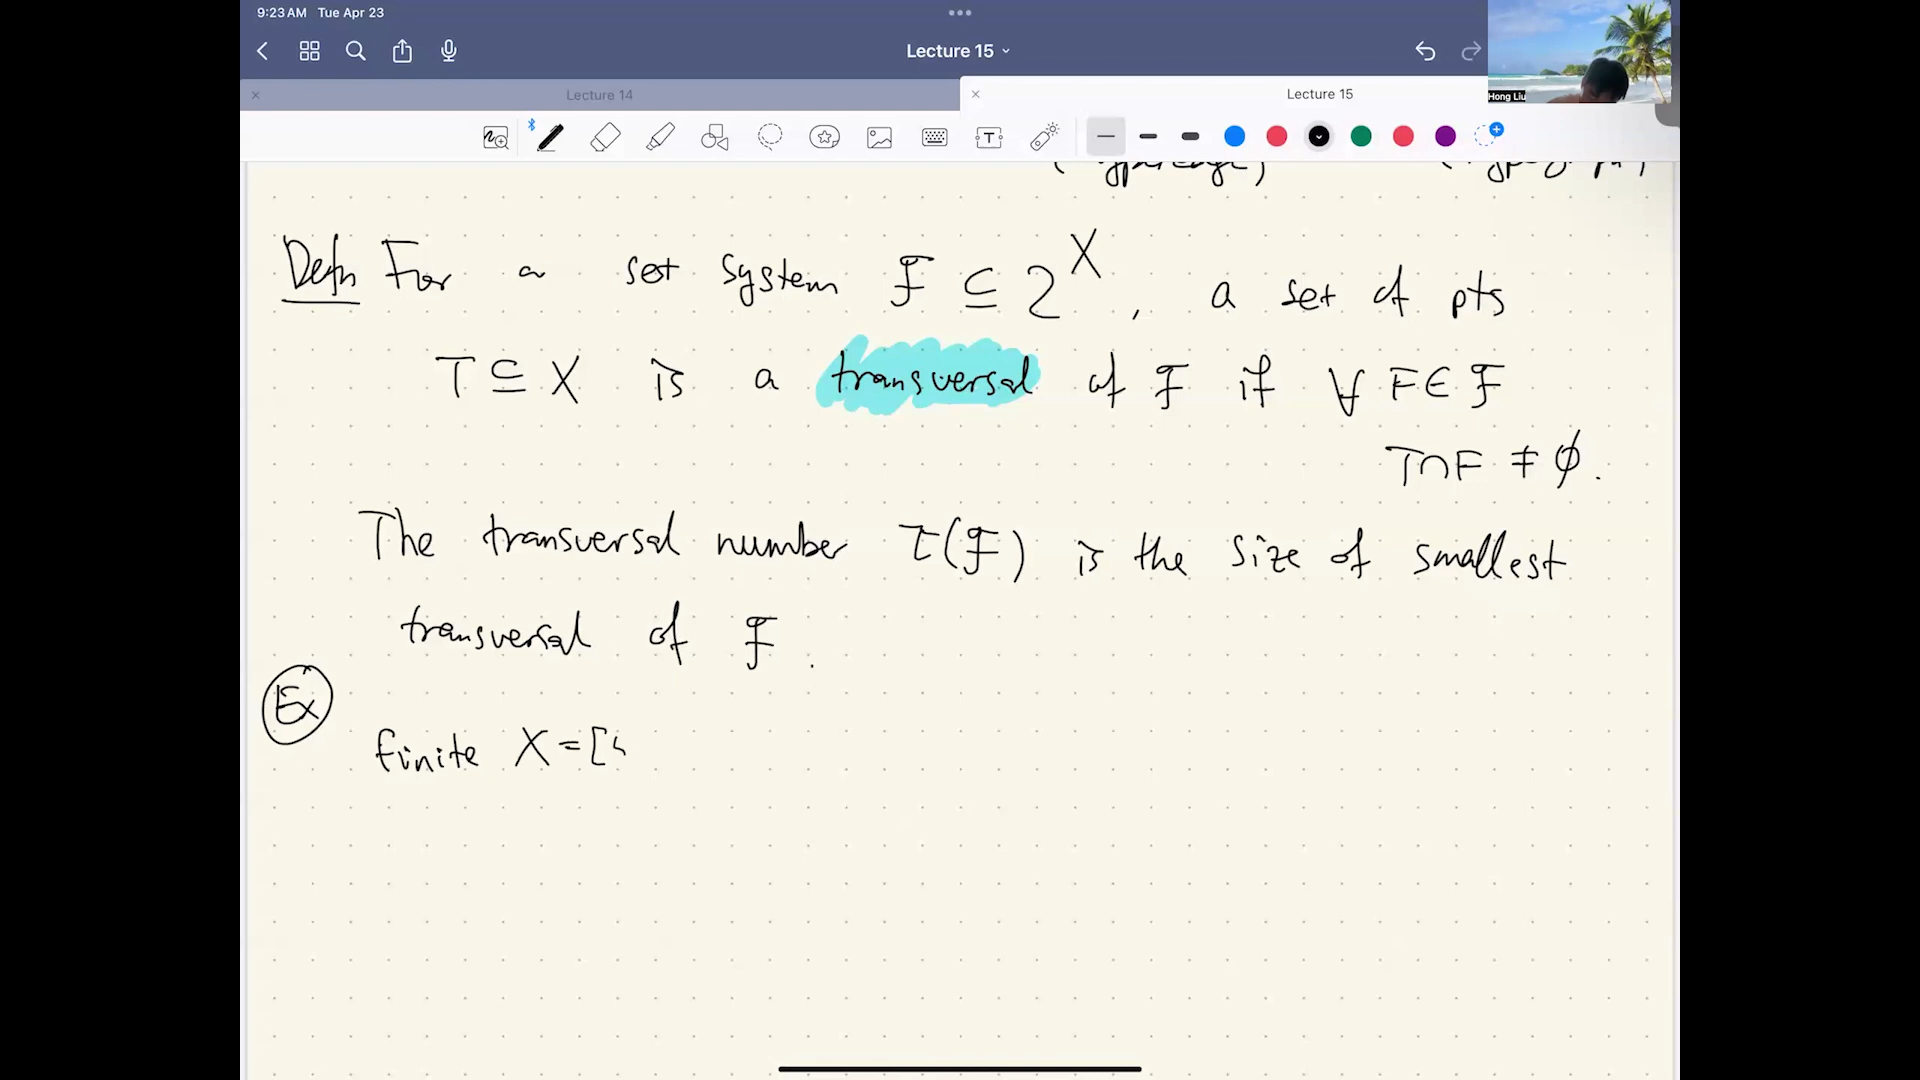 9:23 AM Tue Apr 23
Lecture 15
Lecture 14
Lecture 15
Hong Liu
Defn For a set system ℱ ⊆ 2^X, a set of pts
T ⊆ X is a transversal of ℱ if ∀ F ∈ ℱ
T ∩ F ≠ ∅.
The transversal number τ(ℱ) is the size of smallest
transversal of ℱ.
Ex
finite X = [